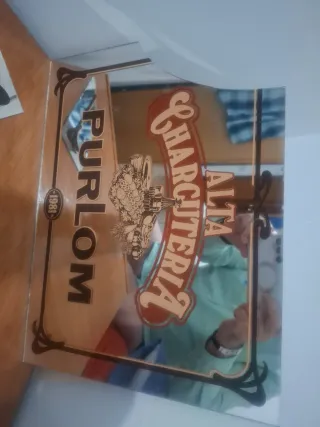 ALTA
CHARCUTERIA
PURLOM
1981